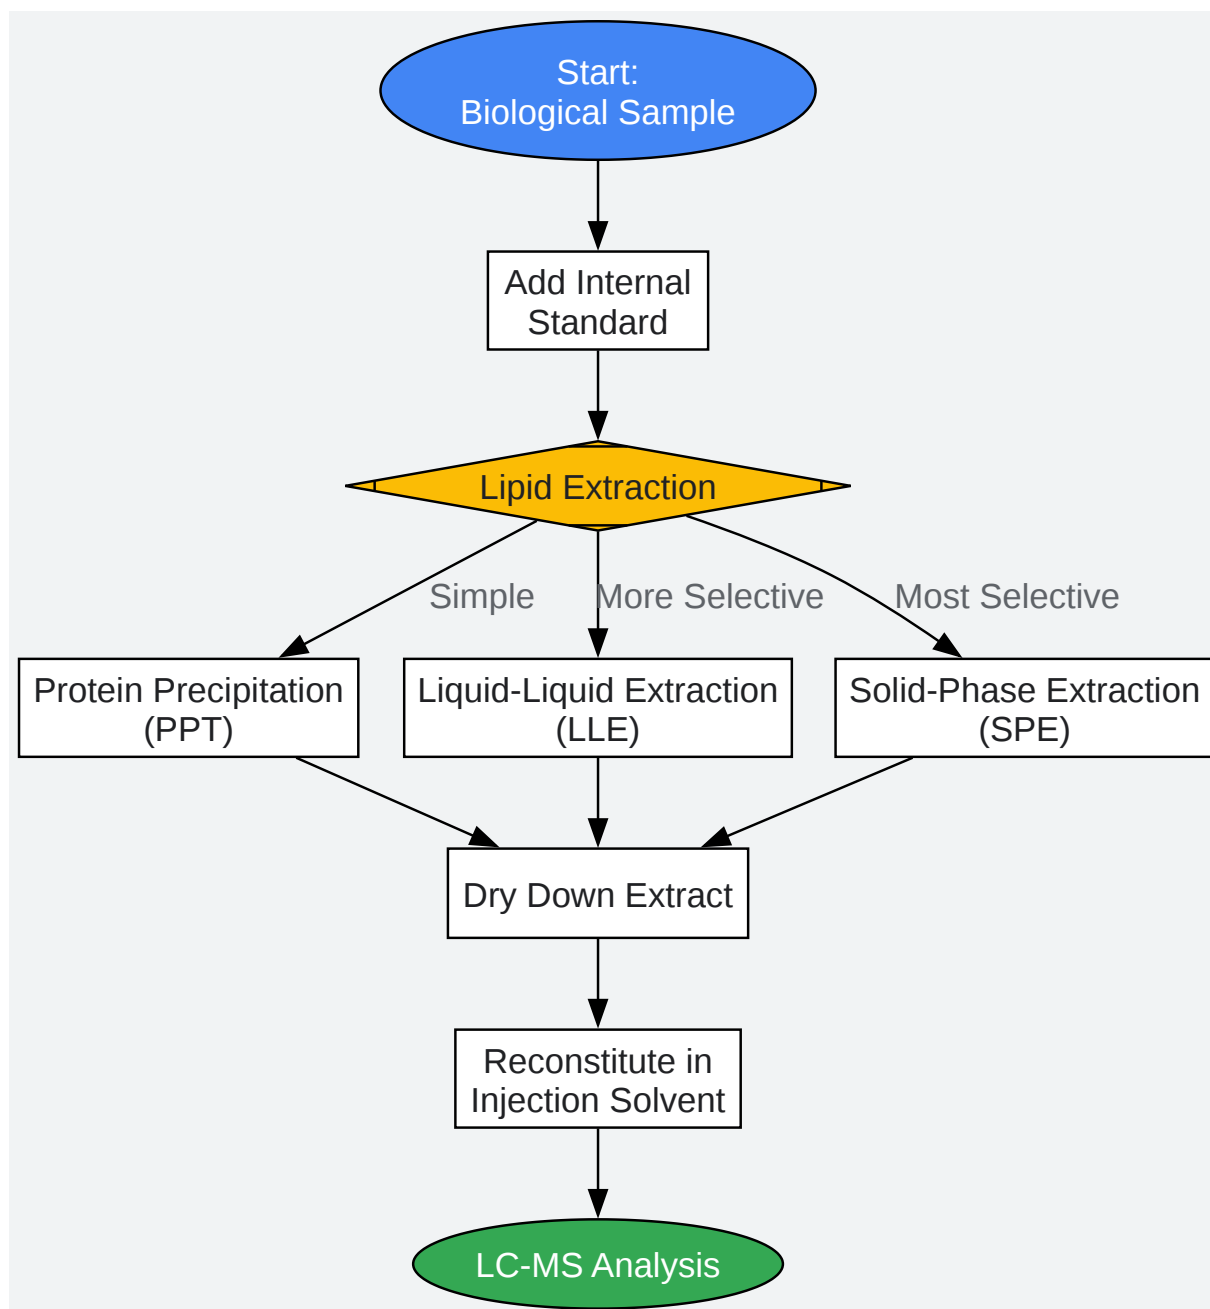 Start:
Biological Sample
Add Internal
Standard
Lipid Extraction
Simple
More Selective
Most Selective
Protein Precipitation
(PPT)
Liquid-Liquid Extraction
(LLE)
Solid-Phase Extraction
(SPE)
Dry Down Extract
Reconstitute in
Injection Solvent
LC-MS Analysis